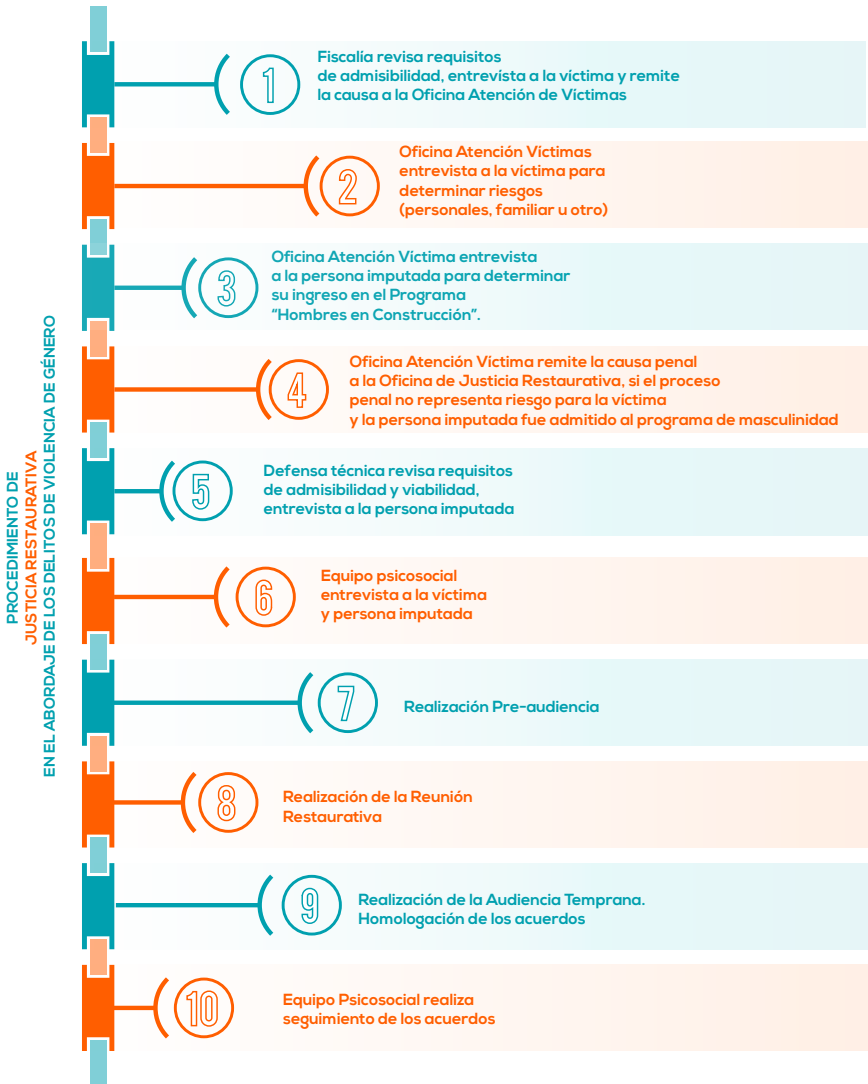 PROCEDIMIENTO DE
JUSTICIA RESTAURATIVA
EN EL ABORDAJE DE LOS DELITOS DE VIOLENCIA DE GÉNERO
1
Fiscalía revisa requisitos
de admisibilidad, entrevista a la víctima y remite
la causa a la Oficina Atención de Víctimas
2
Oficina Atención Víctimas
entrevista a la víctima para
determinar riesgos
(personales, familiar u otro)
3
Oficina Atención Víctima entrevista
a la persona imputada para determinar
su ingreso en el Programa
“Hombres en Construcción”.
4
Oficina Atención Víctima remite la causa penal
a la Oficina de Justicia Restaurativa, si el proceso
penal no representa riesgo para la víctima
y la persona imputada fue admitido al programa de masculinidad
5
Defensa técnica revisa requisitos
de admisibilidad y viabilidad,
entrevista a la persona imputada
6
Equipo psicosocial
entrevista a la víctima
y persona imputada
7
Realización Pre-audiencia
8
Realización de la Reunión
Restaurativa
9
Realización de la Audiencia Temprana.
Homologación de los acuerdos
10
Equipo Psicosocial realiza
seguimiento de los acuerdos